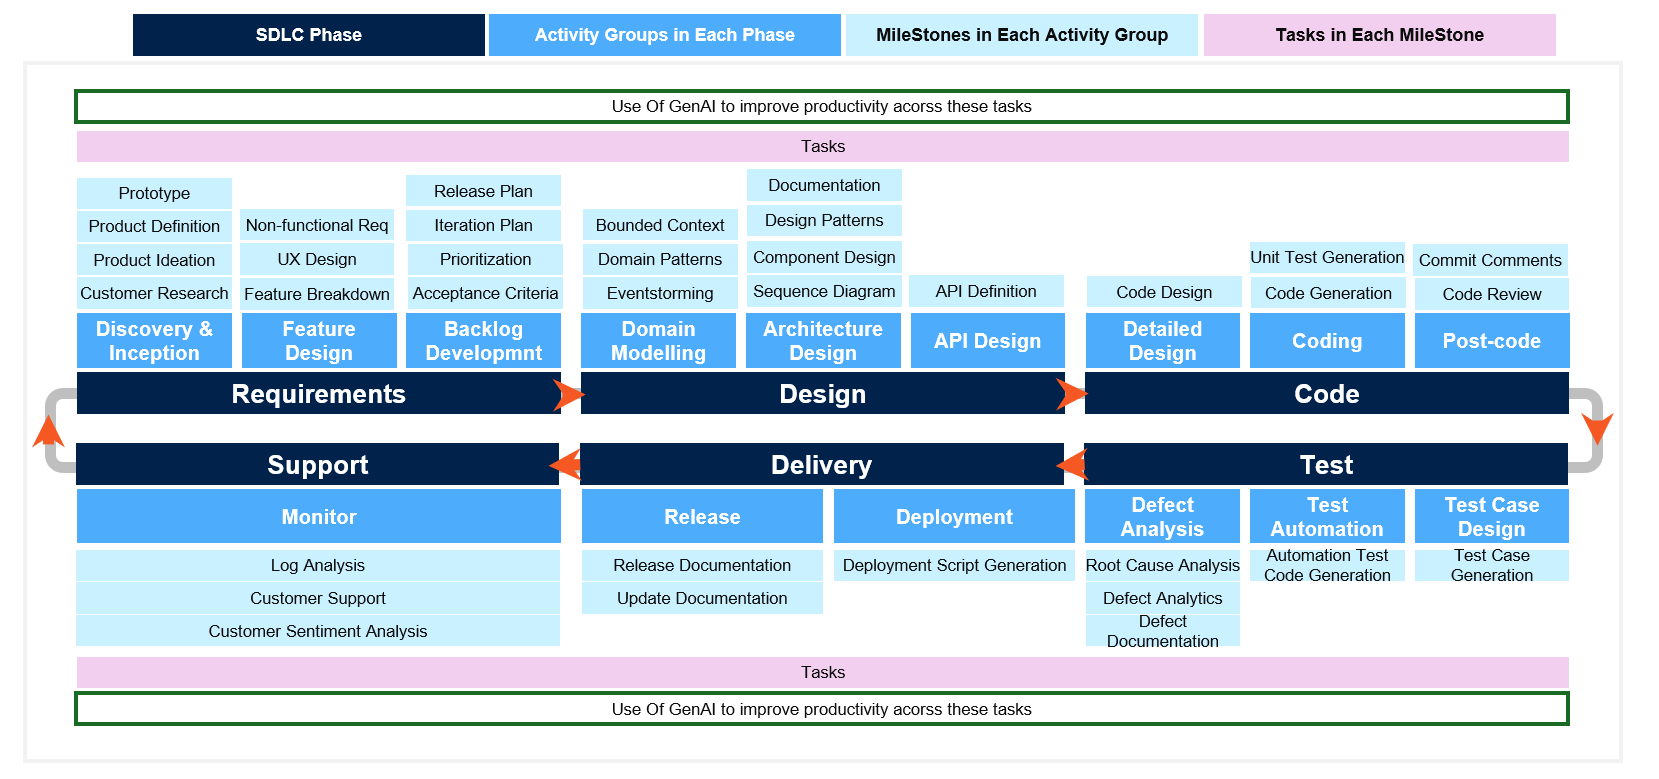 SDLC Phase
Activity Groups in Each Phase
MileStones in Each Activity Group
Tasks in Each MileStone
Use Of GenAI to improve productivity acorss these tasks
Tasks
Prototype
Product Definition
Product Ideation
Customer Research
Discovery &
Inception
Non-functional Req
UX Design
Feature Breakdown
Feature
Design
Release Plan
Iteration Plan
Prioritization
Acceptance Criteria
Backlog
Developmnt
Bounded Context
Domain Patterns
Eventstorming
Domain
Modelling
Documentation
Design Patterns
Component Design
Sequence Diagram
Architecture
Design
API Definition
API Design
Code Design
Detailed
Design
Unit Test Generation
Code Generation
Coding
Commit Comments
Code Review
Post-code
Requirements
Design
Code
Support
Delivery
Test
Monitor
Log Analysis
Customer Support
Customer Sentiment Analysis
Release
Release Documentation
Update Documentation
Deployment
Deployment Script Generation
Defect
Analysis
Root Cause Analysis
Defect Analytics
Defect
Documentation
Test
Automation
Automation Test
Code Generation
Test Case
Design
Test Case
Generation
Tasks
Use Of GenAI to improve productivity acorss these tasks